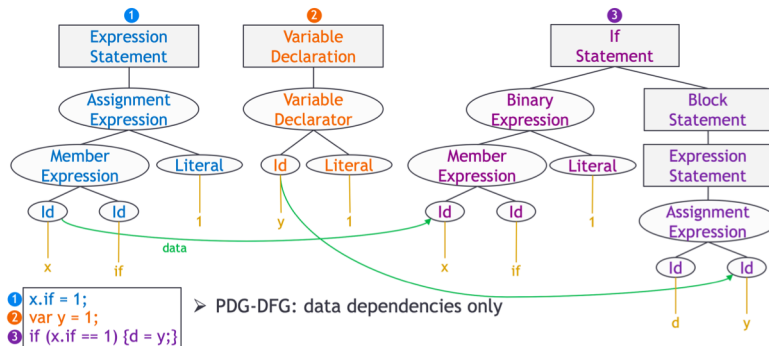 1 2 3
Expression Statement
Variable Declaration
If Statement
Assignment Expression
Variable Declarator
Binary Expression
Block Statement
Member Expression
Literal
Id
Literal
Member Expression
Literal
Expression Statement
Id
Id
1
y
1
Id
Id
1
Assignment Expression
data
x
if
x
if
Id
Id
d
y
1 x.if = 1;
2 var y = 1;
3 if (x.if == 1) {d = y;}
➤ PDG-DFG: data dependencies only